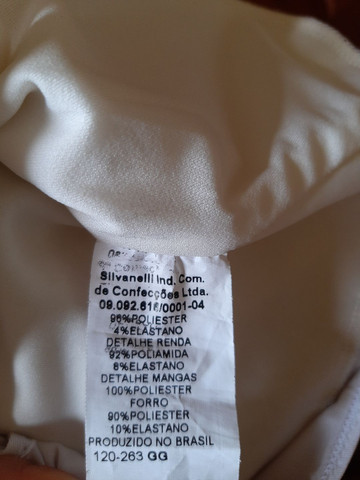 Silvanelli Ind. Com.
de Confecções Ltda.
09.092.616/0001-04
96%POLIESTER
4%ELASTANO
DETALHE RENDA
92%POLIAMIDA
8%ELASTANO
DETALHE MANGAS
100%POLIESTER
FORRO
90%POLIESTER
10%ELASTANO
PRODUZIDO NO BRASIL
120-263 GG